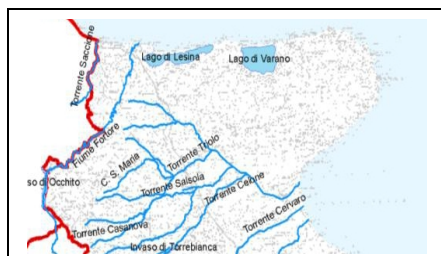 Torrente Saccione
Lago di Lesina
Lago di Varano
Fiume Fortore
so di Occhito
C. S. Maria
Torrente Triolo
Torrente Salsola
Torrente Celone
Torrente Cervaro
Torrente Casanova
Invaso di Torrebianca